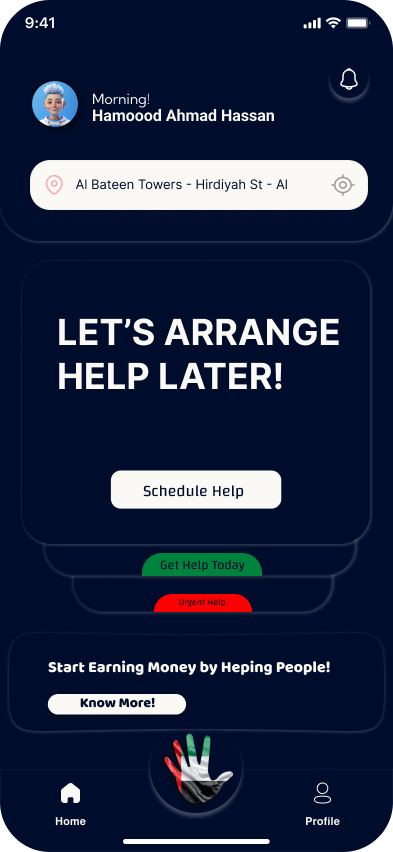 9:41
Morning!
Hamoood Ahmad Hassan
Al Bateen Towers - Hirdiyah St - Al
LET’S ARRANGE
HELP LATER!
Schedule Help
Get Help Today
Urgent Help
Start Earning Money by Heping People!
Know More!
Home
Profile